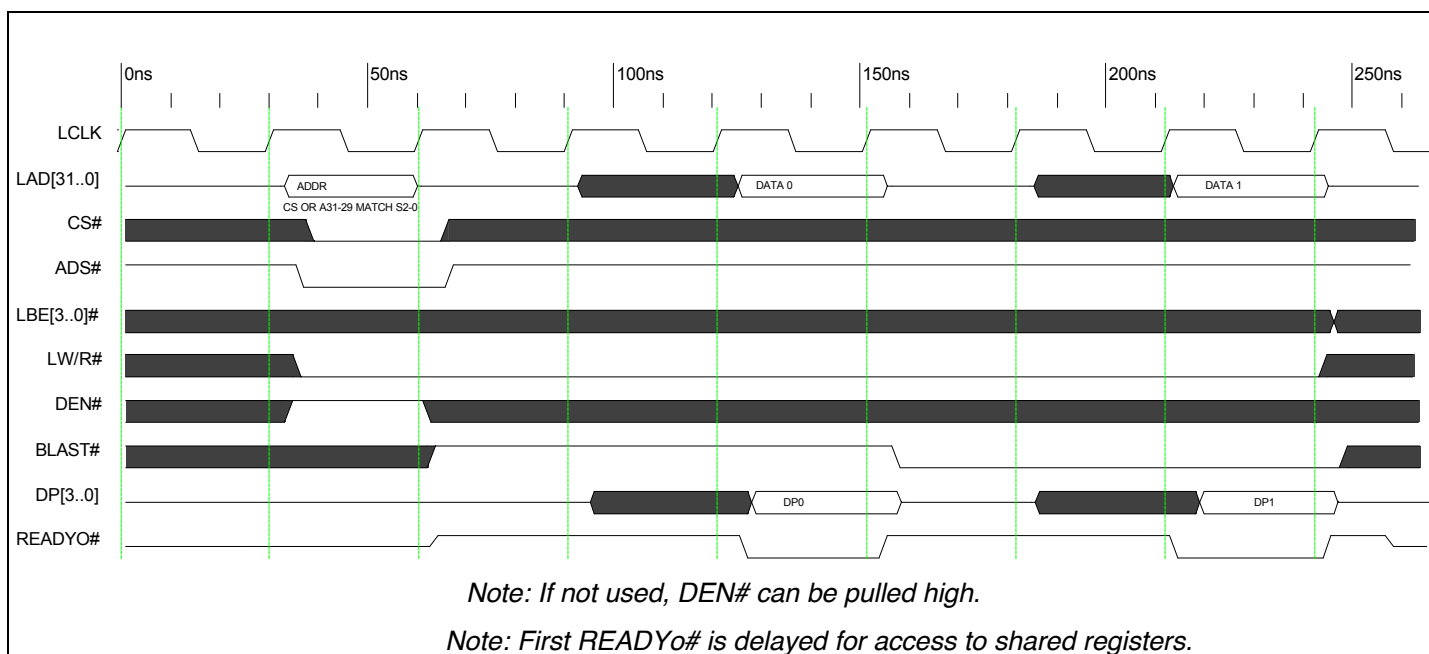 0ns 50ns 100ns 150ns 200ns 250ns
LCLK
LAD[31..0] ADDR DATA 0 DATA 1
CS OR A31-29 MATCH S2-0
CS#
ADS#
LBE[3..0]#
LW/R#
DEN#
BLAST#
DP[3..0] DP0 DP1
READYO#
Note: If not used, DEN# can be pulled high.
Note: First READYo# is delayed for access to shared registers.